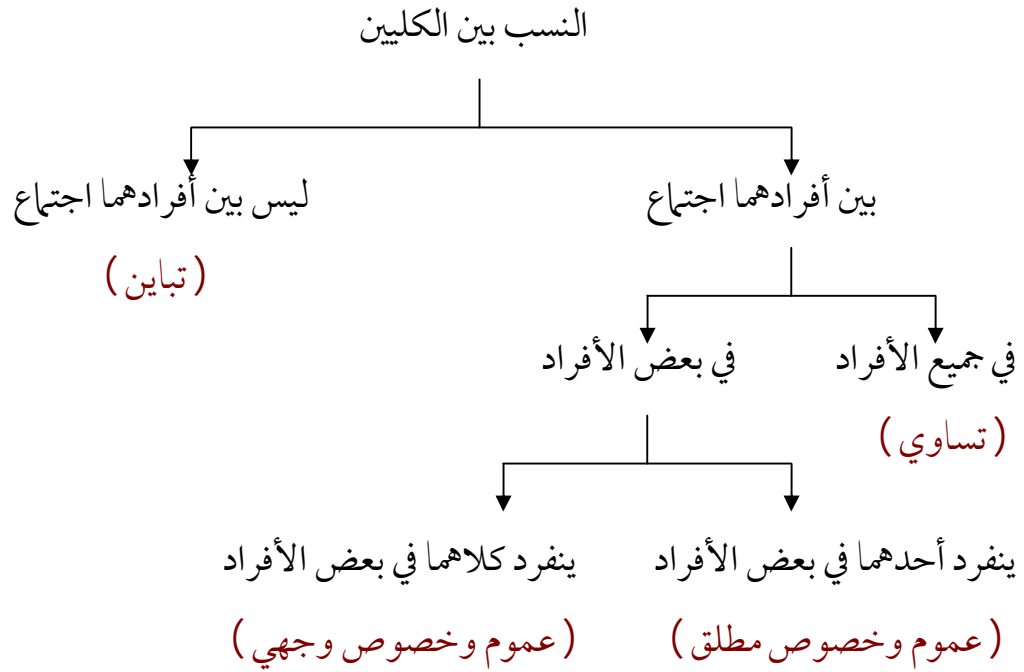 النسب بين الكليين
بين أفرادهما اجتماع
ليس بين أفرادهما اجتماع
(تباين)
في جميع الأفراد
في بعض الأفراد
(تساوي)
ينفرد أحدهما في بعض الأفراد
ينفرد كلاهما في بعض الأفراد
(عموم وخصوص مطلق)
(عموم وخصوص وجهي)